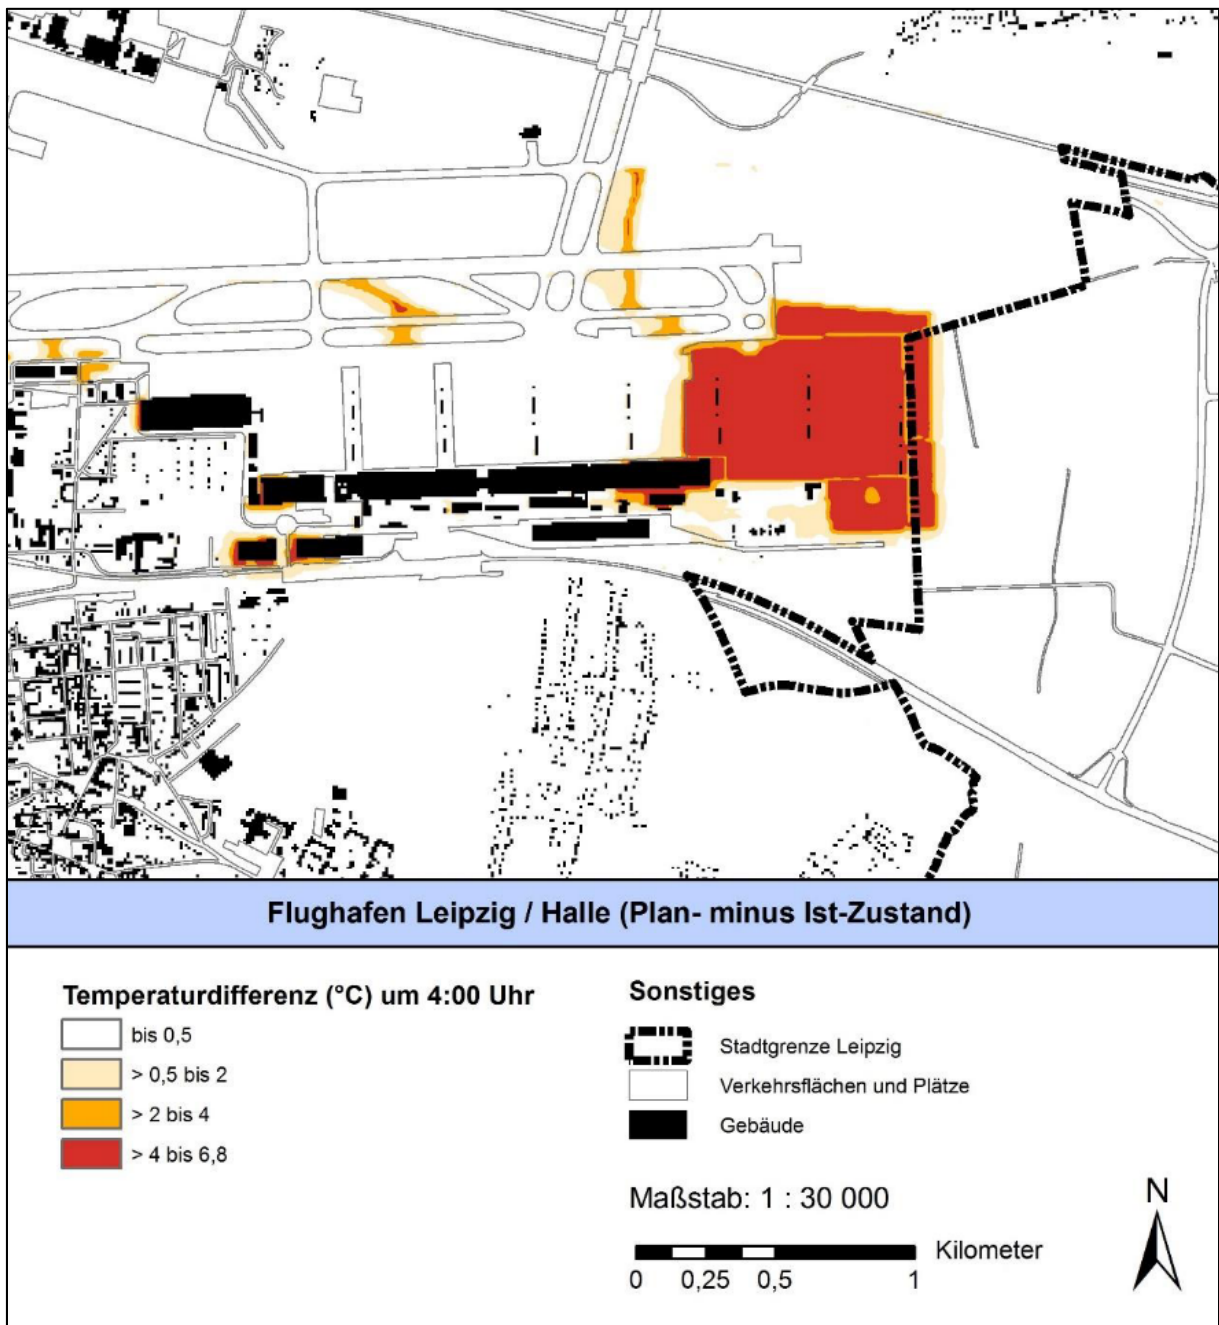 Flughafen Leipzig / Halle (Plan- minus Ist-Zustand)
Temperaturdifferenz (°C) um 4:00 Uhr
bis 0,5
> 0,5 bis 2
> 2 bis 4
> 4 bis 6,8
Sonstiges
Stadtgrenze Leipzig
Verkehrsflächen und Plätze
Gebäude
Maßstab: 1 : 30 000
Kilometer
0 0,25 0,5 1
N